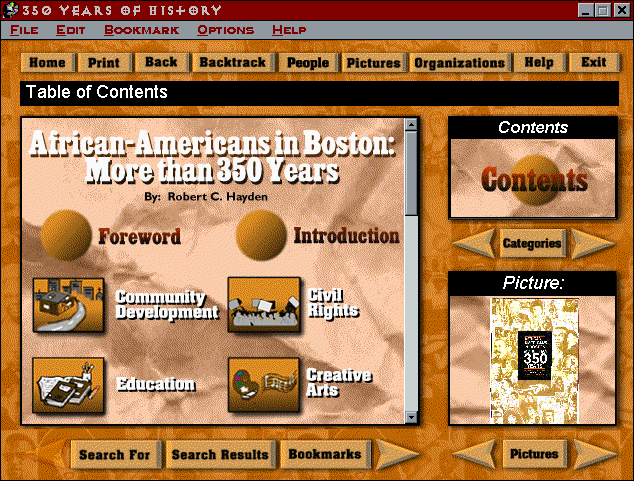 350 YEARS OF HISTORY
FILE EDIT BOOKMARK OPTIONS HELP
Home Print Back Backtrack People Pictures Organizations Help Exit
Table of Contents
African-Americans in Boston:
More than 350 Years
By: Robert C. Hayden
Foreword Introduction
Community
Development
Civil
Rights
Education
Creative
Arts
Contents
Contents
Categories
Picture:
350
YEARS
Search For Search Results Bookmarks Pictures